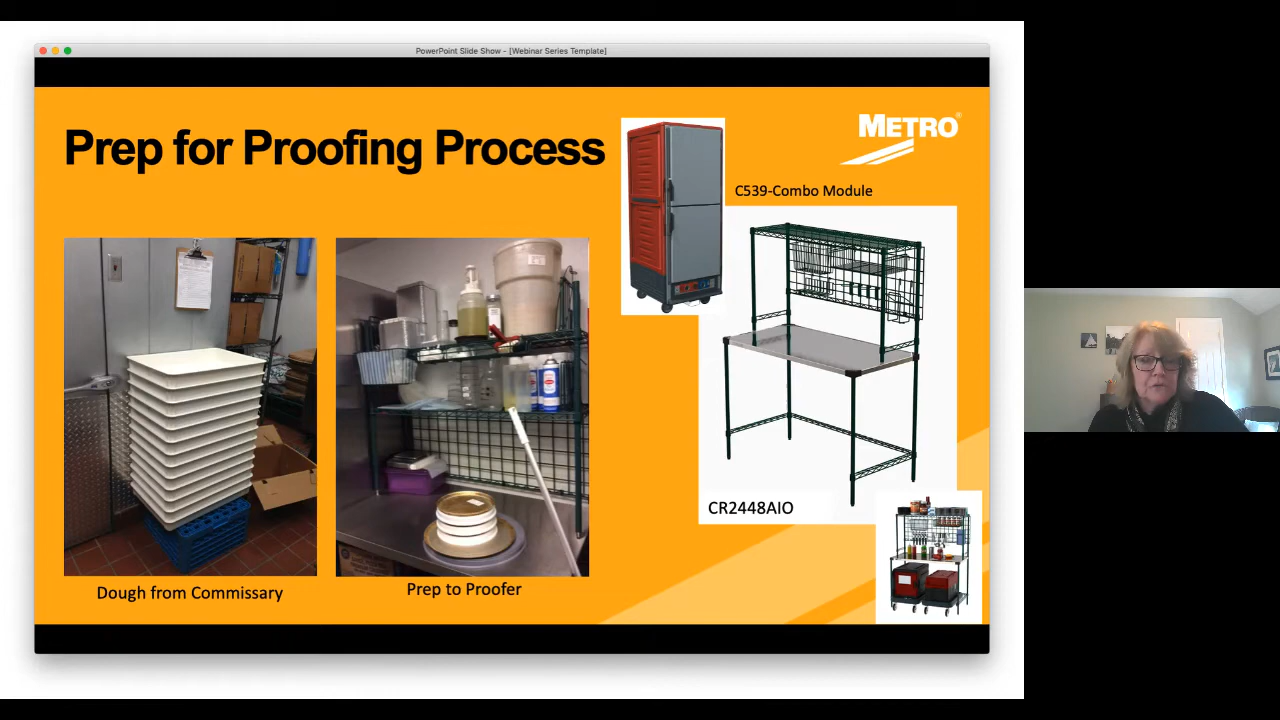 PowerPoint Slide Show - [Webinar Series Template]
Prep for Proofing Process
METRO
C539-Combo Module
CR2448AIO
Dough from Commissary
Prep to Proofer